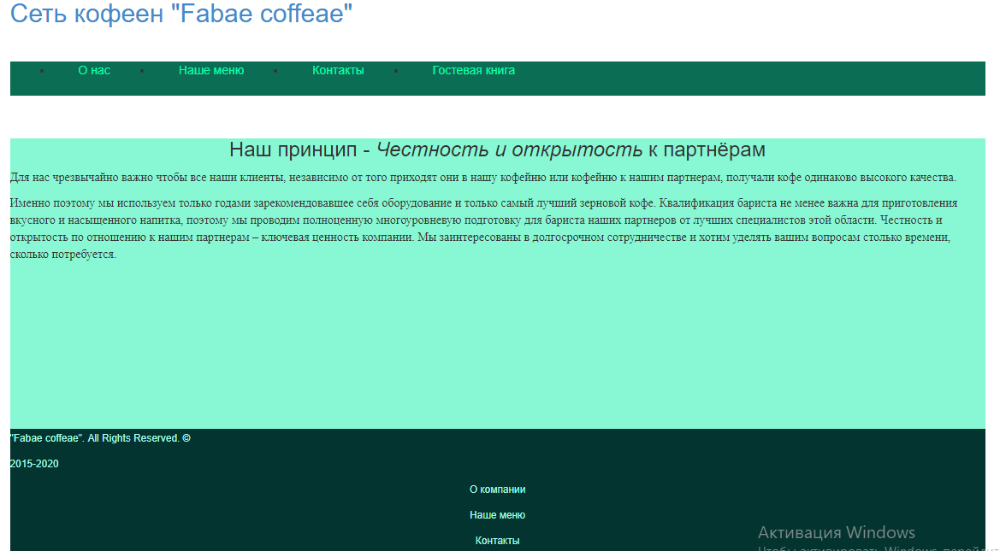 Сеть кофеен "Fabae coffeae"
О нас
Наше меню
Контакты
Гостевая книга
Наш принцип - Честность и открытость к партнёрам
Для нас чрезвычайно важно чтобы все наши клиенты, независимо от того приходят они в нашу кофейню или кофейню к нашим партнерам, получали кофе одинаково высокого качества.
Именно поэтому мы используем только годами зарекомендовавшее себя оборудование и только самый лучший зерновой кофе. Квалификация бариста не менее важна для приготовления
вкусного и насыщенного напитка, поэтому мы проводим полноценную многоуровневую подготовку для бариста наших партнеров от лучших специалистов этой области. Честность и
открытость по отношению к нашим партнерам – ключевая ценность компании. Мы заинтересованы в долгосрочном сотрудничестве и хотим уделять вашим вопросам столько времени,
сколько потребуется.
"Fabae coffeae". All Rights Reserved. ©
2015-2020
О компании
Наше меню
Контакты
Активация Windows
Чтобы активировать Windows, перейдит